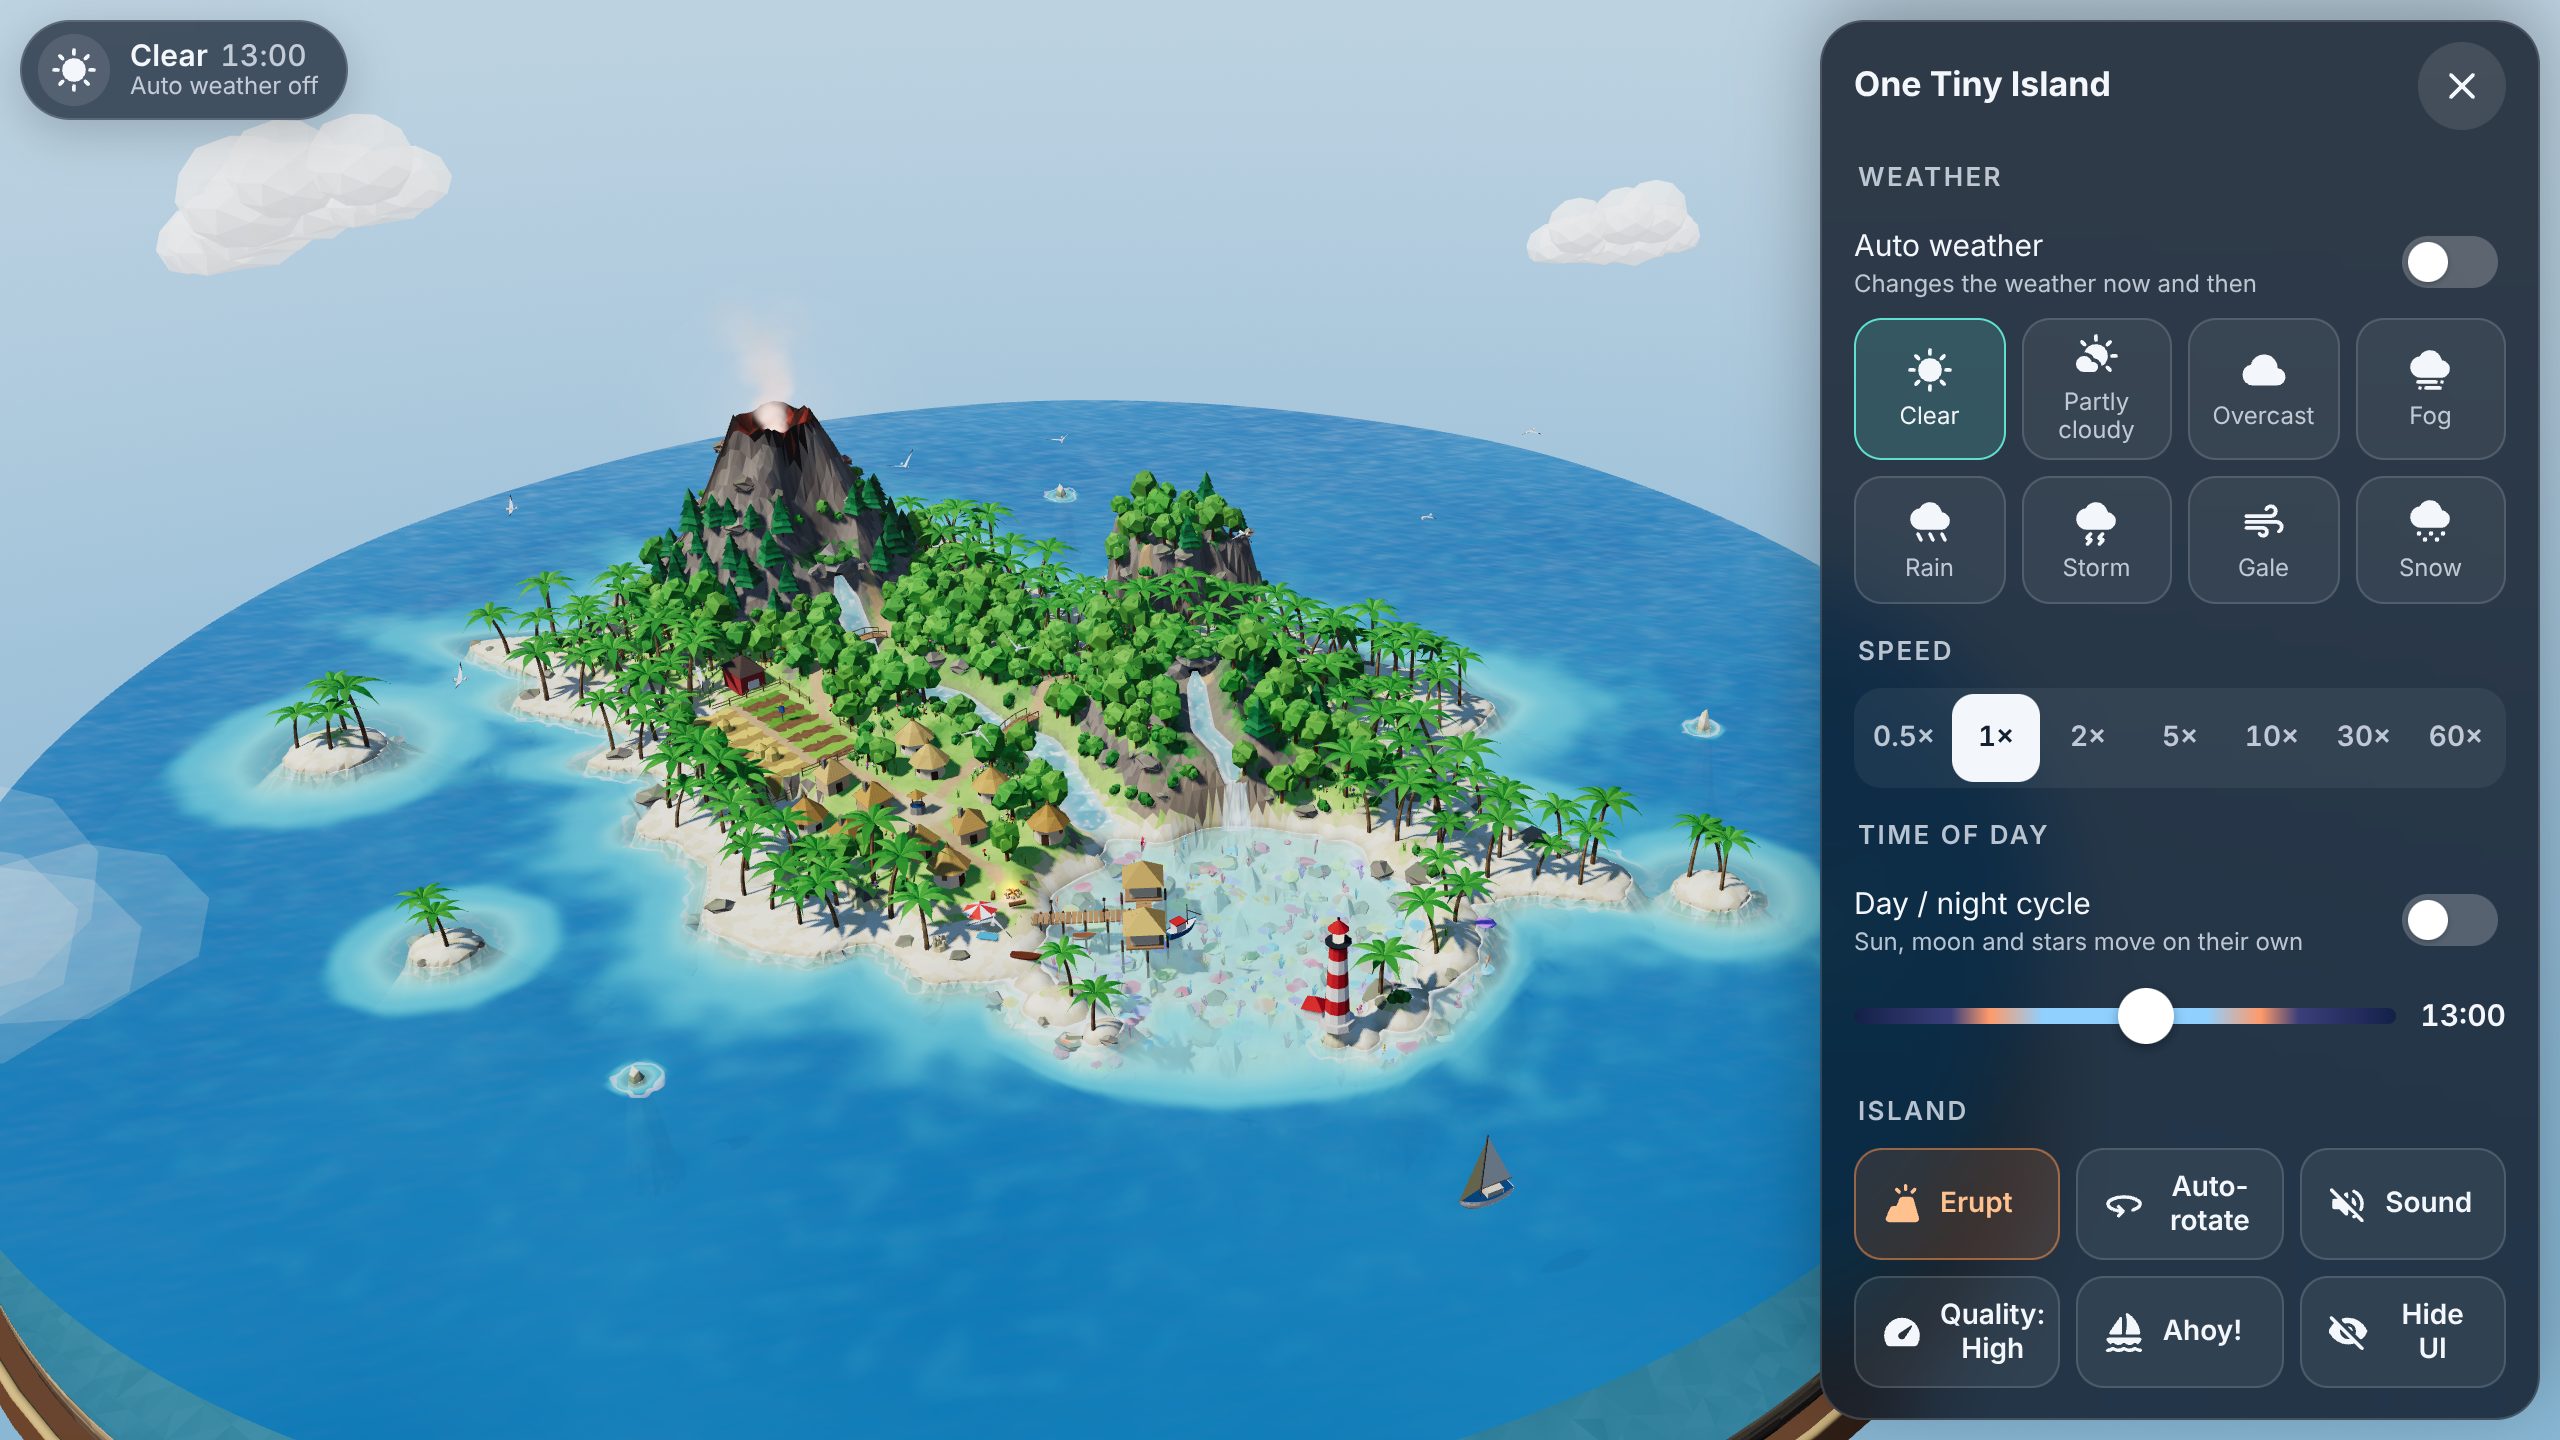 Clear 13:00
Auto weather off
One Tiny Island
WEATHER
Auto weather
Changes the weather now and then
Clear
Partly
cloudy
Overcast
Fog
Rain
Storm
Gale
Snow
SPEED
0.5× 1× 2× 5× 10× 30× 60×
TIME OF DAY
Day / night cycle
Sun, moon and stars move on their own
13:00
ISLAND
Erupt
Auto-
rotate
Sound
Quality:
High
Ahoy!
Hide
UI